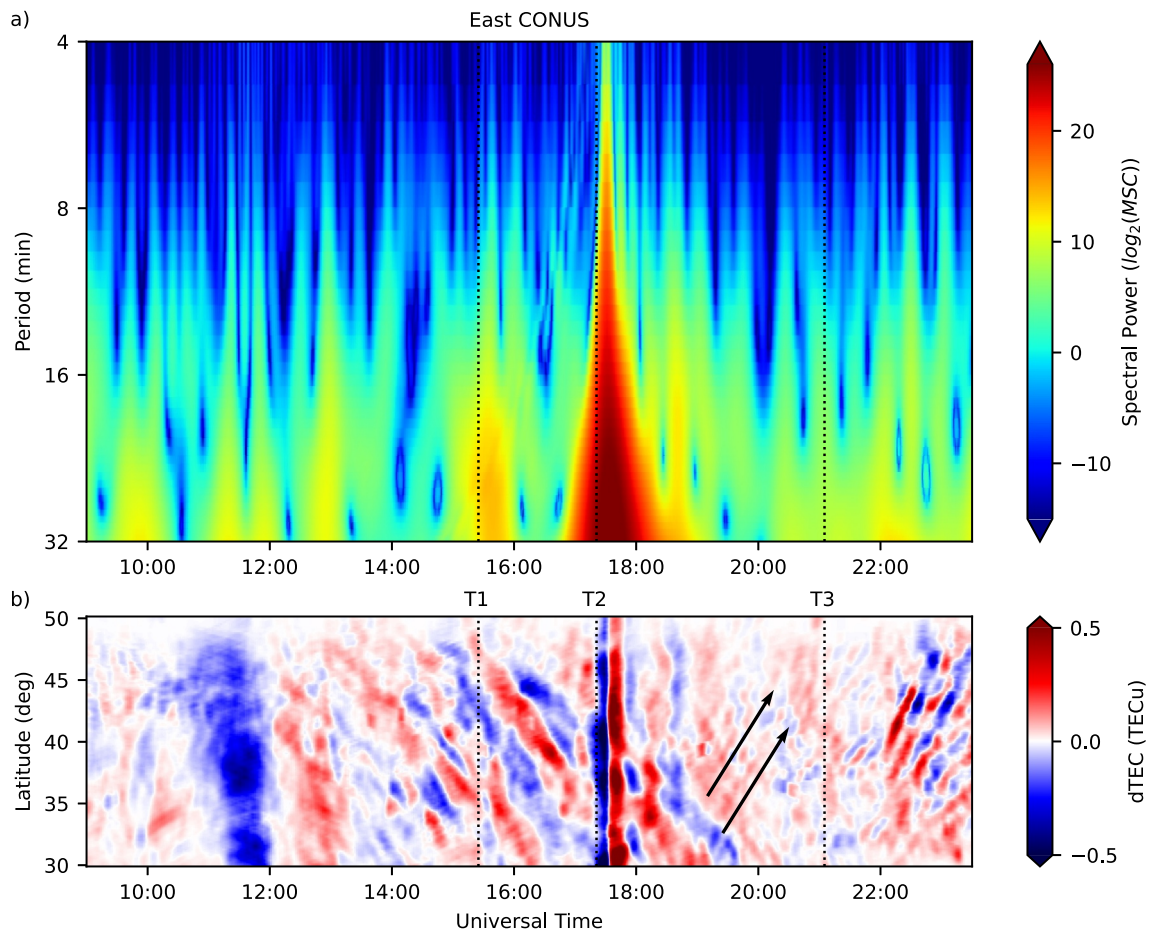 a)
East CONUS
4
8
16
32
Period (min)
10:00 12:00 14:00 16:00 18:00 20:00 22:00
20
10
0
−10
Spectral Power (log₂(MSC))
b)
T1 T2 T3
50
45
40
35
30
Latitude (deg)
10:00 12:00 14:00 16:00 18:00 20:00 22:00
Universal Time
0.5
0.0
−0.5
dTEC (TECu)